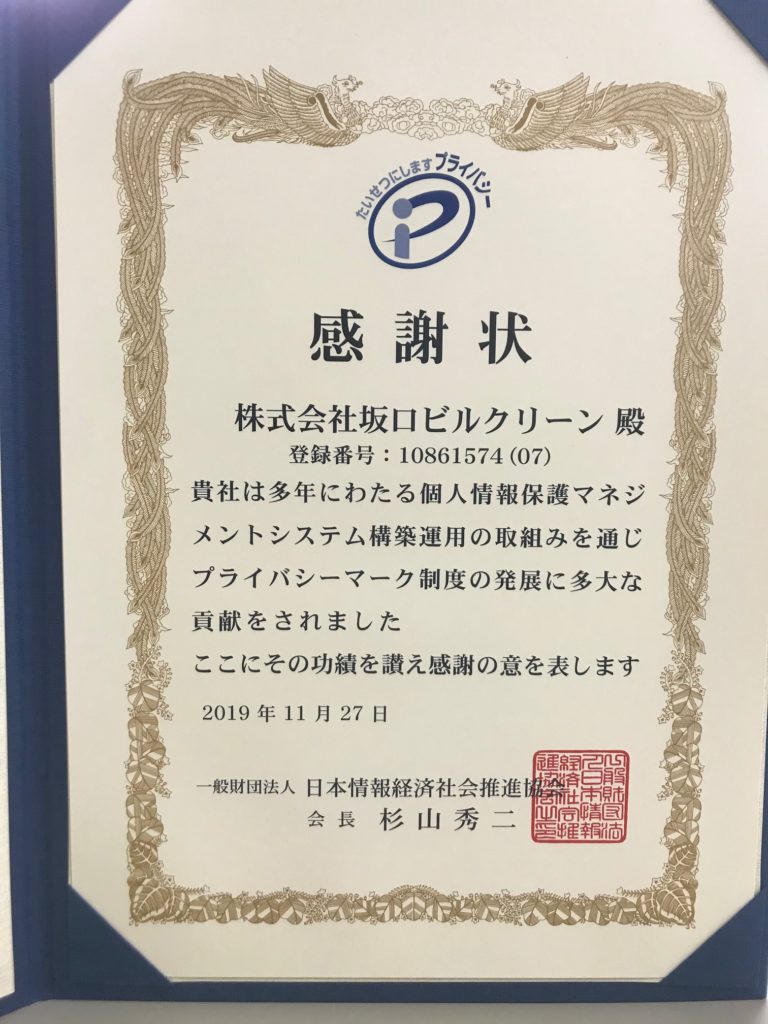 たいせつにしますプライバシー
感謝状
株式会社坂口ビルクリーン 殿
登録番号：10861574 (07)
貴社は多年にわたる個人情報保護マネジ
メントシステム構築運用の取組みを通じ
プライバシーマーク制度の発展に多大な
貢献をされました
ここにその功績を讃え感謝の意を表します
2019 年 11 月 27 日
一般財団法人 日本情報経済社会推進協会
会 長 杉 山 秀 二